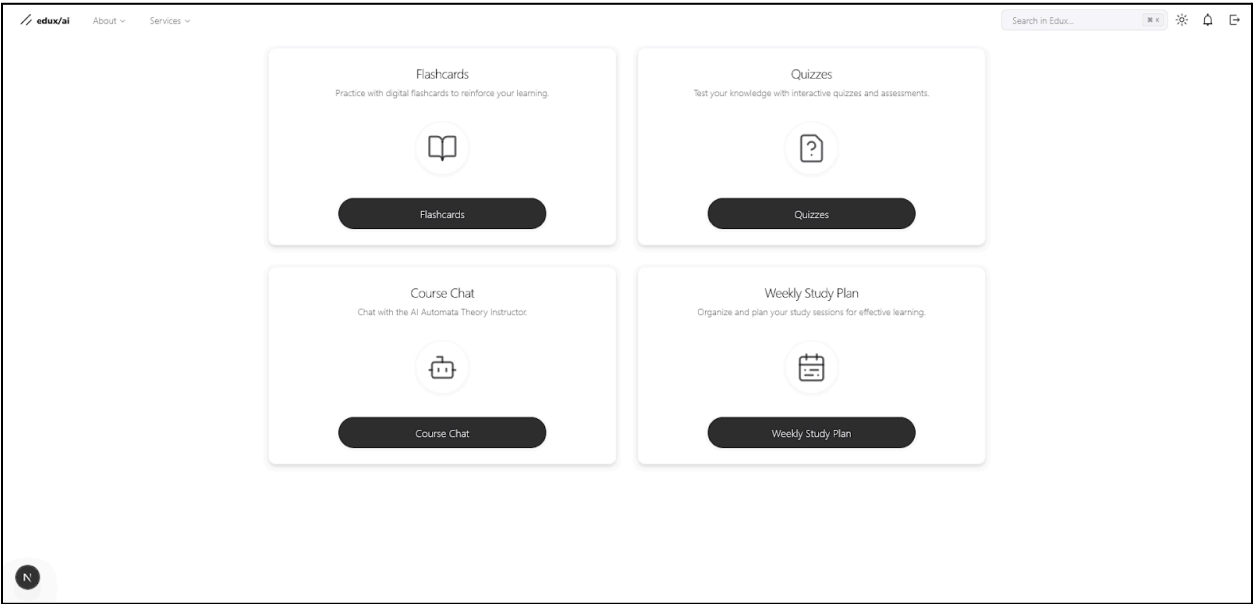 edux/ai
About
Services
Search in Edux...
⌘ K
Flashcards
Practice with digital flashcards to reinforce your learning.
Flashcards
Quizzes
Test your knowledge with interactive quizzes and assessments.
?
Quizzes
Course Chat
Chat with the AI Automata Theory Instructor.
Course Chat
Weekly Study Plan
Organize and plan your study sessions for effective learning.
Weekly Study Plan
N